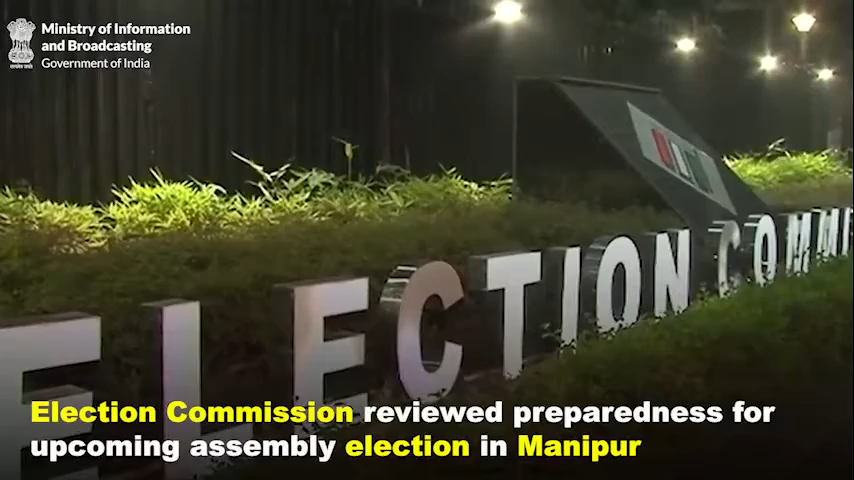 Ministry of Information
and Broadcasting
Government of India
ELECTION COMMI
Election Commission reviewed preparedness for
upcoming assembly election in Manipur